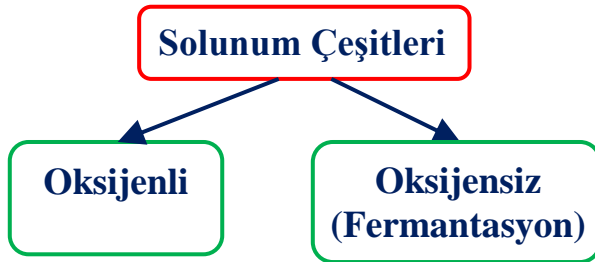 Solunum Çeşitleri
Oksijenli
Oksijensiz
(Fermantasyon)